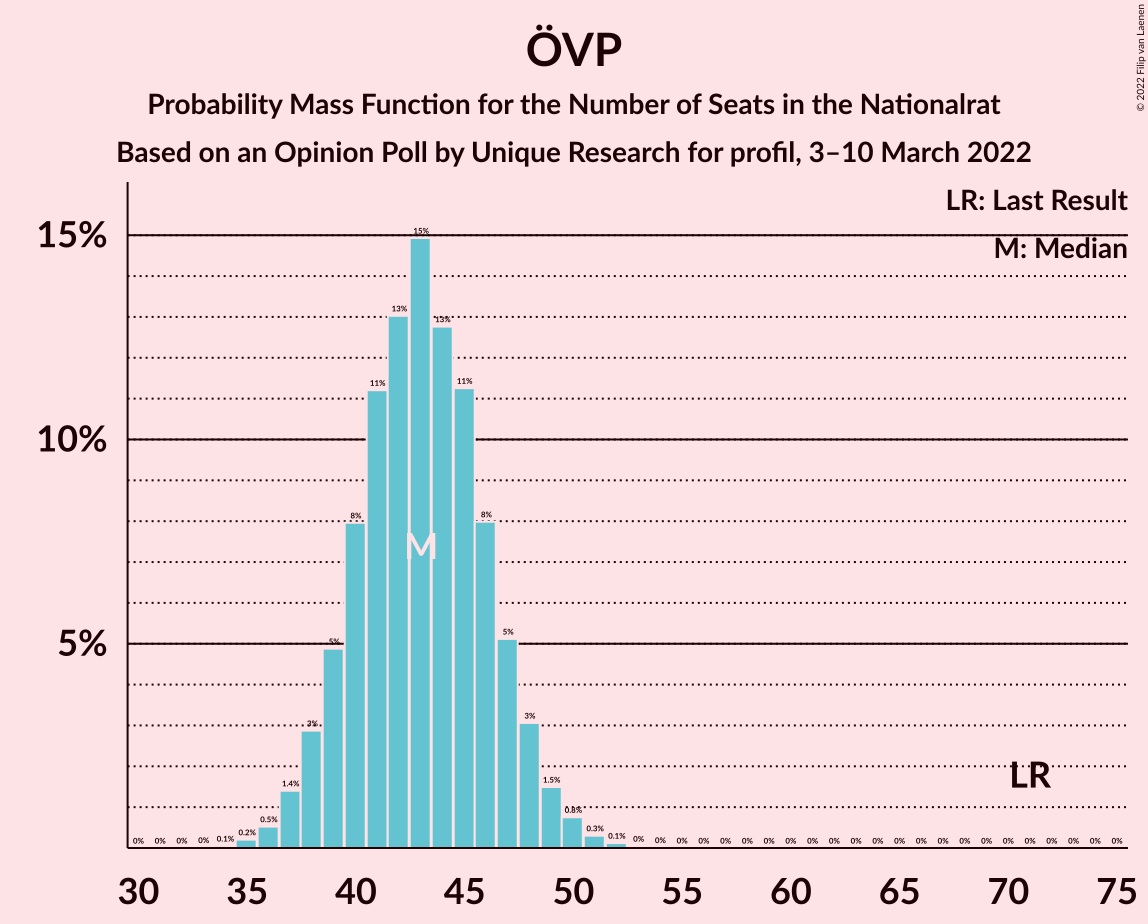 ÖVP
Probability Mass Function for the Number of Seats in the Nationalrat
Based on an Opinion Poll by Unique Research for profil, 3–10 March 2022
© 2022 Filip van Laenen
LR: Last Result
M: Median
15%
10%
5%
0% 0% 0% 0% 0.1% 0.2% 0.5% 1.4% 3% 5% 8% 11% 13% 15% 13% 11% 8% 5% 3% 1.5% 0.8% 0.3% 0.1% 0% 0% 0% 0% 0% 0% 0% 0% 0% 0% 0% 0% 0% 0% 0% 0% 0% 0% 0% 0% 0% 0% 0%
M
LR
30 35 40 45 50 55 60 65 70 75